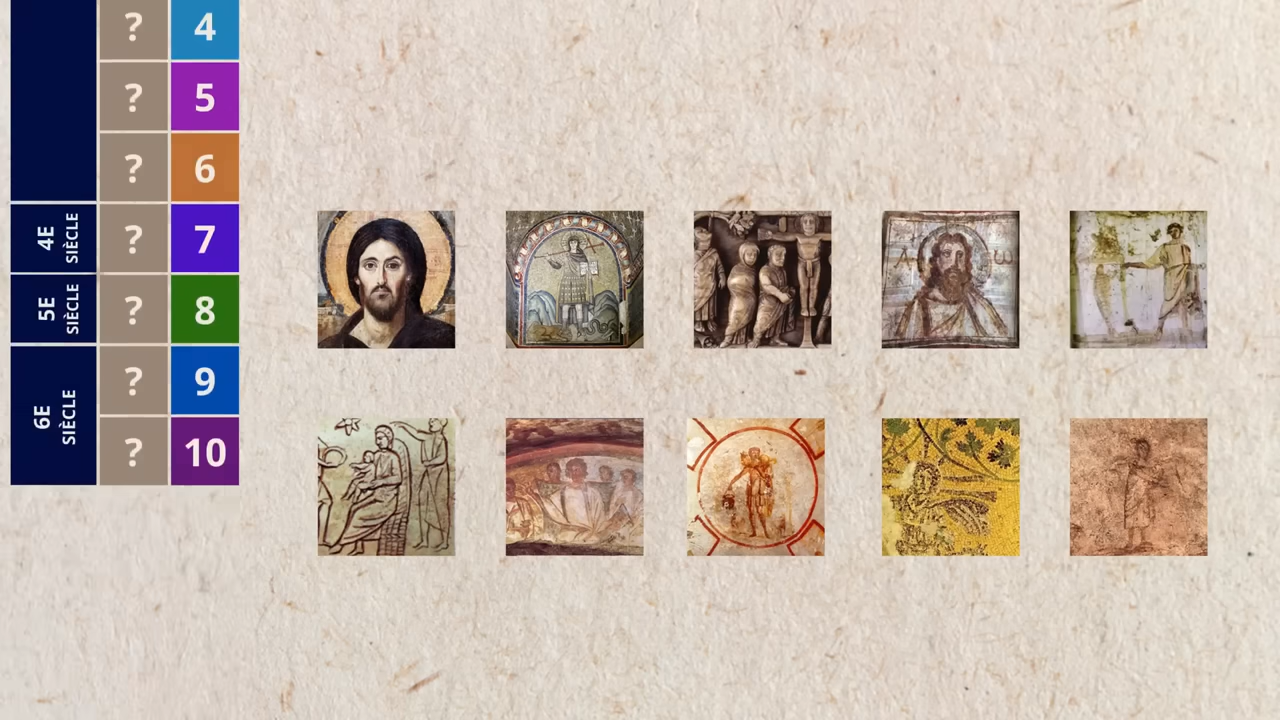 ? 4
? 5
? 6
4E SIÈCLE ? 7
5E SIÈCLE ? 8
6E SIÈCLE ? 9
? 10
A ω